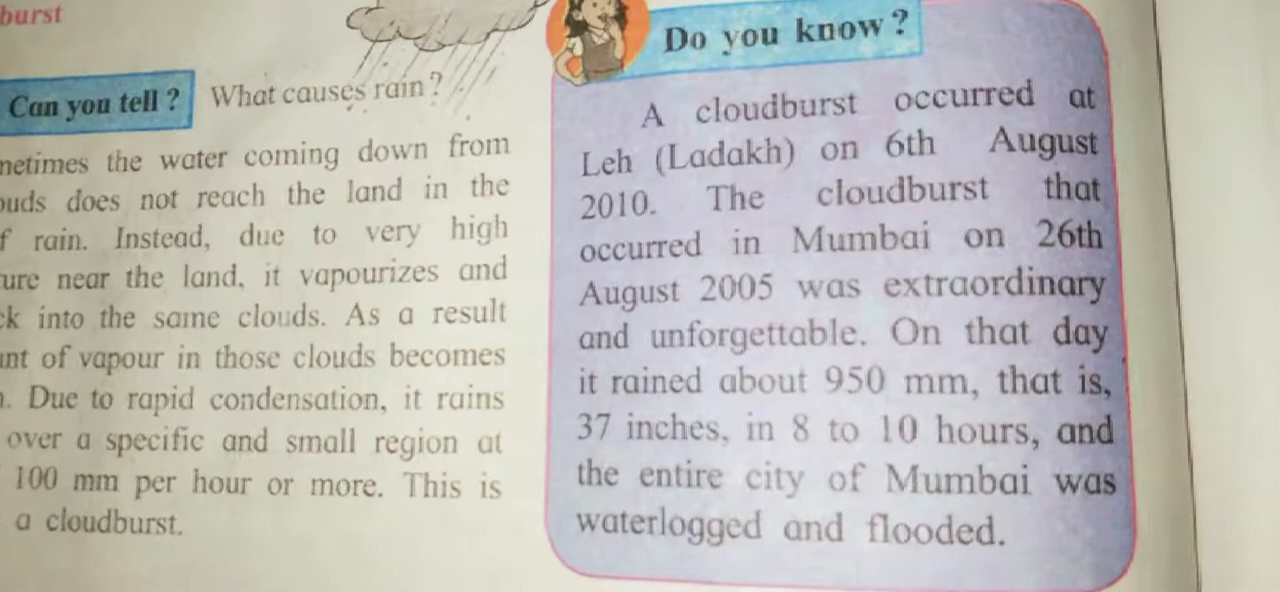 burst
Can you tell ? What causes rain ?
metimes the water coming down from
ouds does not reach the land in the
f rain. Instead, due to very high
ure near the land, it vapourizes and
ck into the same clouds. As a result
unt of vapour in those clouds becomes
. Due to rapid condensation, it rains
over a specific and small region at
100 mm per hour or more. This is
a cloudburst.
Do you know ?
A cloudburst occurred at
Leh (Ladakh) on 6th August
2010. The cloudburst that
occurred in Mumbai on 26th
August 2005 was extraordinary
and unforgettable. On that day
it rained about 950 mm, that is,
37 inches, in 8 to 10 hours, and
the entire city of Mumbai was
waterlogged and flooded.